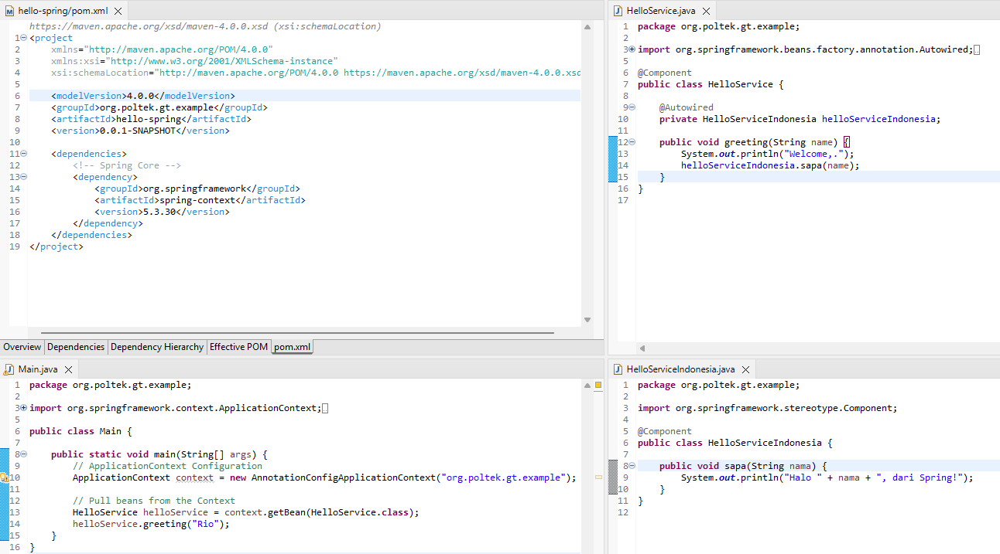 hello-spring/pom.xml
https://maven.apache.org/xsd/maven-4.0.0.xsd (xsi:schemaLocation)
1 <project
2     xmlns="http://maven.apache.org/POM/4.0.0"
3     xmlns:xsi="http://www.w3.org/2001/XMLSchema-instance"
4     xsi:schemaLocation="http://maven.apache.org/POM/4.0.0 https://maven.apache.org/xsd/maven-4.0.0.xsd
5
6     <modelVersion>4.0.0</modelVersion>
7     <groupId>org.poltek.gt.example</groupId>
8     <artifactId>hello-spring</artifactId>
9     <version>0.0.1-SNAPSHOT</version>
10
11     <dependencies>
12         <!-- Spring Core -->
13         <dependency>
14             <groupId>org.springframework</groupId>
15             <artifactId>spring-context</artifactId>
16             <version>5.3.30</version>
17         </dependency>
18     </dependencies>
19 </project>
Overview Dependencies Dependency Hierarchy Effective POM pom.xml
HelloService.java
1 package org.poltek.gt.example;
2
3 import org.springframework.beans.factory.annotation.Autowired;
5
6 @Component
7 public class HelloService {
8
9     @Autowired
10     private HelloServiceIndonesia helloServiceIndonesia;
11
12     public void greeting(String name) {
13         System.out.println("Welcome,.");
14         helloServiceIndonesia.sapa(name);
15     }
16 }
17
Main.java
1 package org.poltek.gt.example;
2
3 import org.springframework.context.ApplicationContext;
5
6 public class Main {
7
8     public static void main(String[] args) {
9         // ApplicationContext Configuration
10         ApplicationContext context = new AnnotationConfigApplicationContext("org.poltek.gt.example");
11
12         // Pull beans from the Context
13         HelloService helloService = context.getBean(HelloService.class);
14         helloService.greeting("Rio");
15     }
16 }
HelloServiceIndonesia.java
1 package org.poltek.gt.example;
2
3 import org.springframework.stereotype.Component;
4
5 @Component
6 public class HelloServiceIndonesia {
7
8     public void sapa(String nama) {
9         System.out.println("Halo " + nama + ", dari Spring!");
10     }
11 }
12